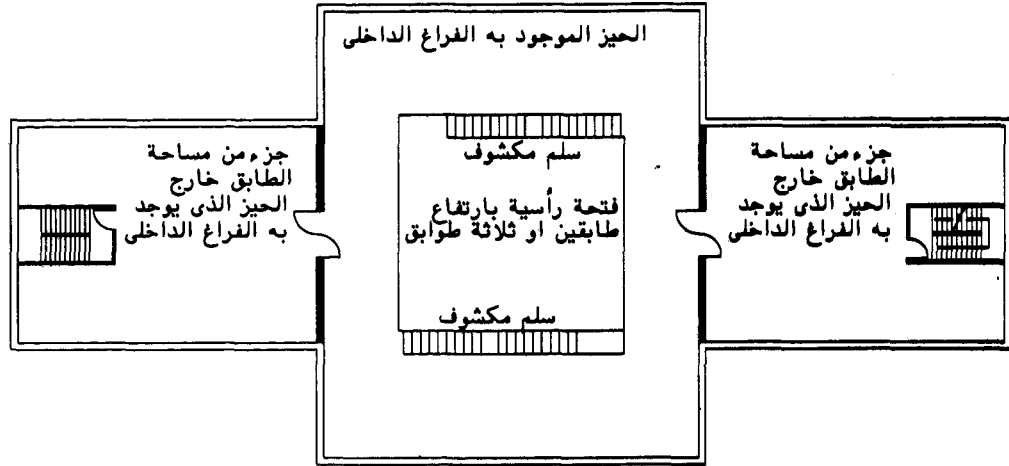 الحيز الموجود به الفراغ الداخلى
سلم مكشوف
جزء من مساحة
الطابق خارج
الحيز الذى يوجد
به الفراغ الداخلى
فتحة رأسية بارتفاع
طابقين او ثلاثة طوابق
جزء من مساحة
الطابق خارج
الحيز الذى يوجد
به الفراغ الداخلى
سلم مكشوف